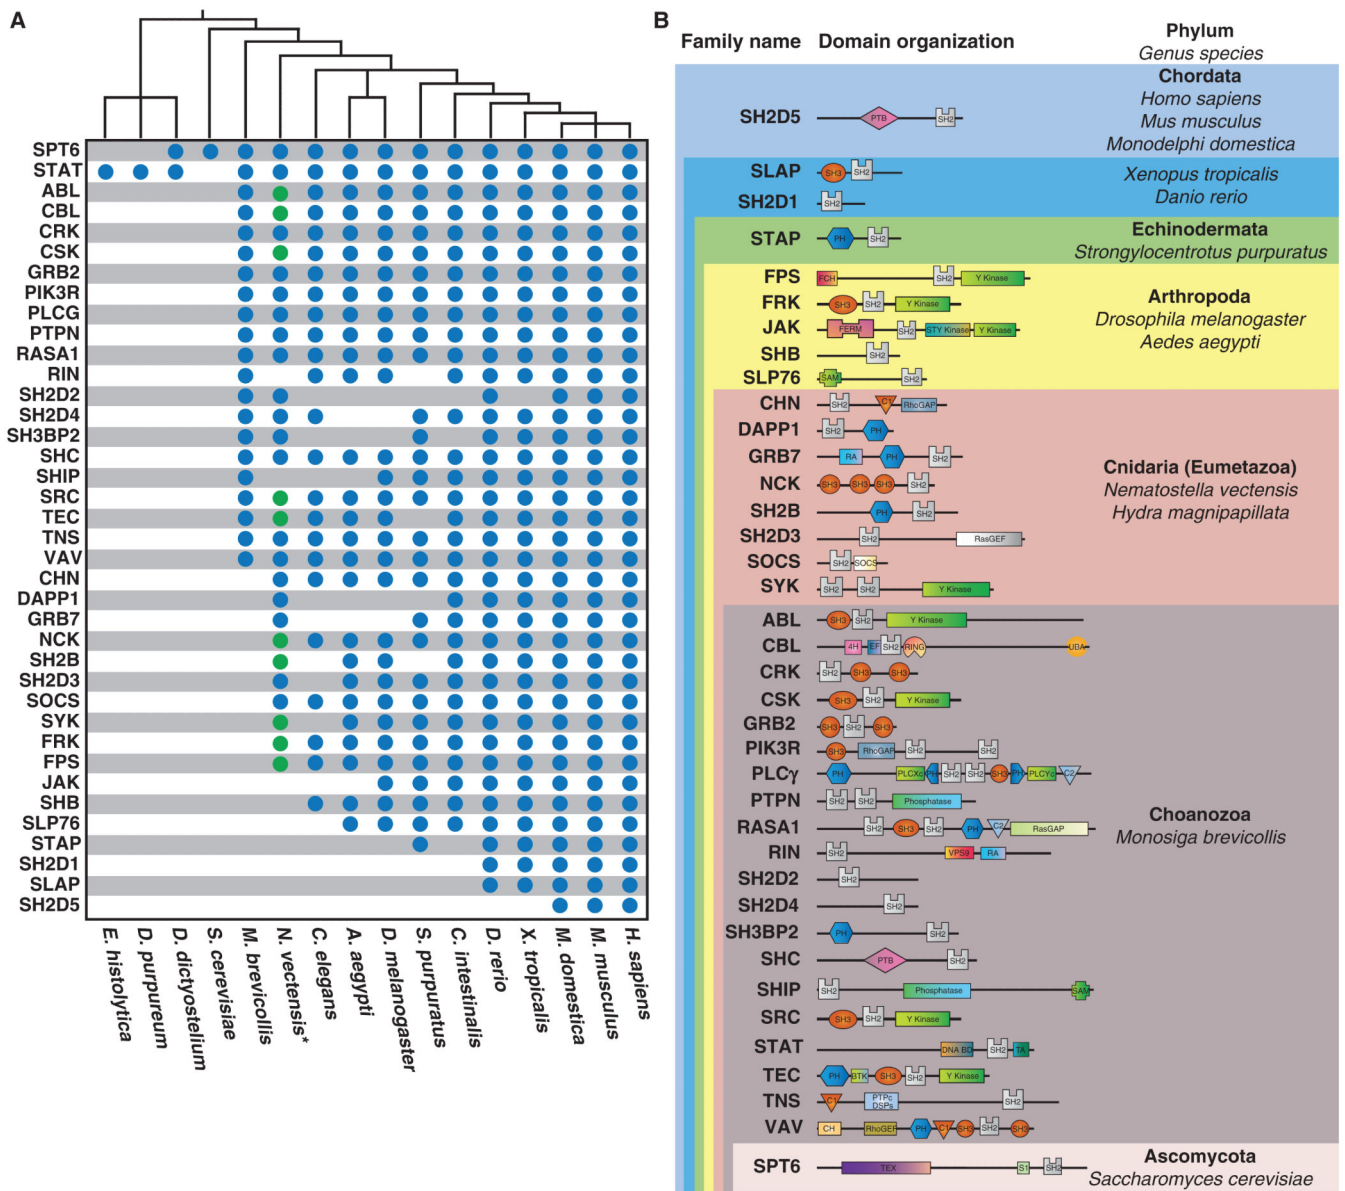 A
SPT6
STAT
ABL
CBL
CRK
CSK
GRB2
PIK3R
PLCG
PTPN
RASA1
RIN
SH2D2
SH2D4
SH3BP2
SHC
SHIP
SRC
TEC
TNS
VAV
CHN
DAPP1
GRB7
NCK
SH2B
SH2D3
SOCS
SYK
FRK
FPS
JAK
SHB
SLP76
STAP
SH2D1
SLAP
SH2D5
E. histolytica
D. purpureum
D. dictyostelium
S. cerevisiae
M. brevicollis
N. vectensis*
C. elegans
A. aegypti
D. melanogaster
S. purpuratus
C. intestinalis
D. rerio
X. tropicalis
M. domestica
M. musculus
H. sapiens
B
Family name Domain organization Phylum
Genus species
Chordata
Homo sapiens
Mus musculus
Monodelphi domestica
SH2D5 PTB SH2
SLAP SH3 SH2
SH2D1 SH2
Xenopus tropicalis
Danio rerio
STAP PH SH2
Echinodermata
Strongylocentrotus purpuratus
FPS FCH SH2 Y Kinase
FRK SH3 SH2 Y Kinase
JAK FERM SH2 STY Kinase Y Kinase
SHB SH2
SLP76 SAM SH2
Arthropoda
Drosophila melanogaster
Aedes aegypti
CHN SH2 C1 RhoGAP
DAPP1 SH2 PH
GRB7 RA PH SH2
NCK SH3 SH3 SH3 SH2
SH2B PH SH2
SH2D3 SH2 RasGEF
SOCS SH2 SOCS
SYK SH2 SH2 Y Kinase
Cnidaria (Eumetazoa)
Nematostella vectensis
Hydra magnipapillata
ABL SH3 SH2 Y Kinase
CBL 4H EF SH2 RING UBA
CRK SH2 SH3 SH3
CSK SH3 SH2 Y Kinase
GRB2 SH3 SH2 SH3
PIK3R SH3 RhoGAP SH2 SH2
PLCγ PH PLCXc PH SH2 SH2 SH3 PH PLCYc C2
PTPN SH2 SH2 Phosphatase
RASA1 SH2 SH3 SH2 PH C2 RasGAP
RIN SH2 VPS9 RA
SH2D2 SH2
SH2D4 SH2
SH3BP2 PH SH2
SHC PTB SH2
SHIP SH2 Phosphatase SAM
SRC SH3 SH2 Y Kinase
STAT DNA BD SH2 TA
TEC PH BTK SH3 SH2 Y Kinase
TNS C1 PTPc DSPs SH2
VAV CH RhoGEF PH C1 SH3 SH2 SH3
Choanozoa
Monosiga brevicollis
SPT6 TEX S1 SH2
Ascomycota
Saccharomyces cerevisiae